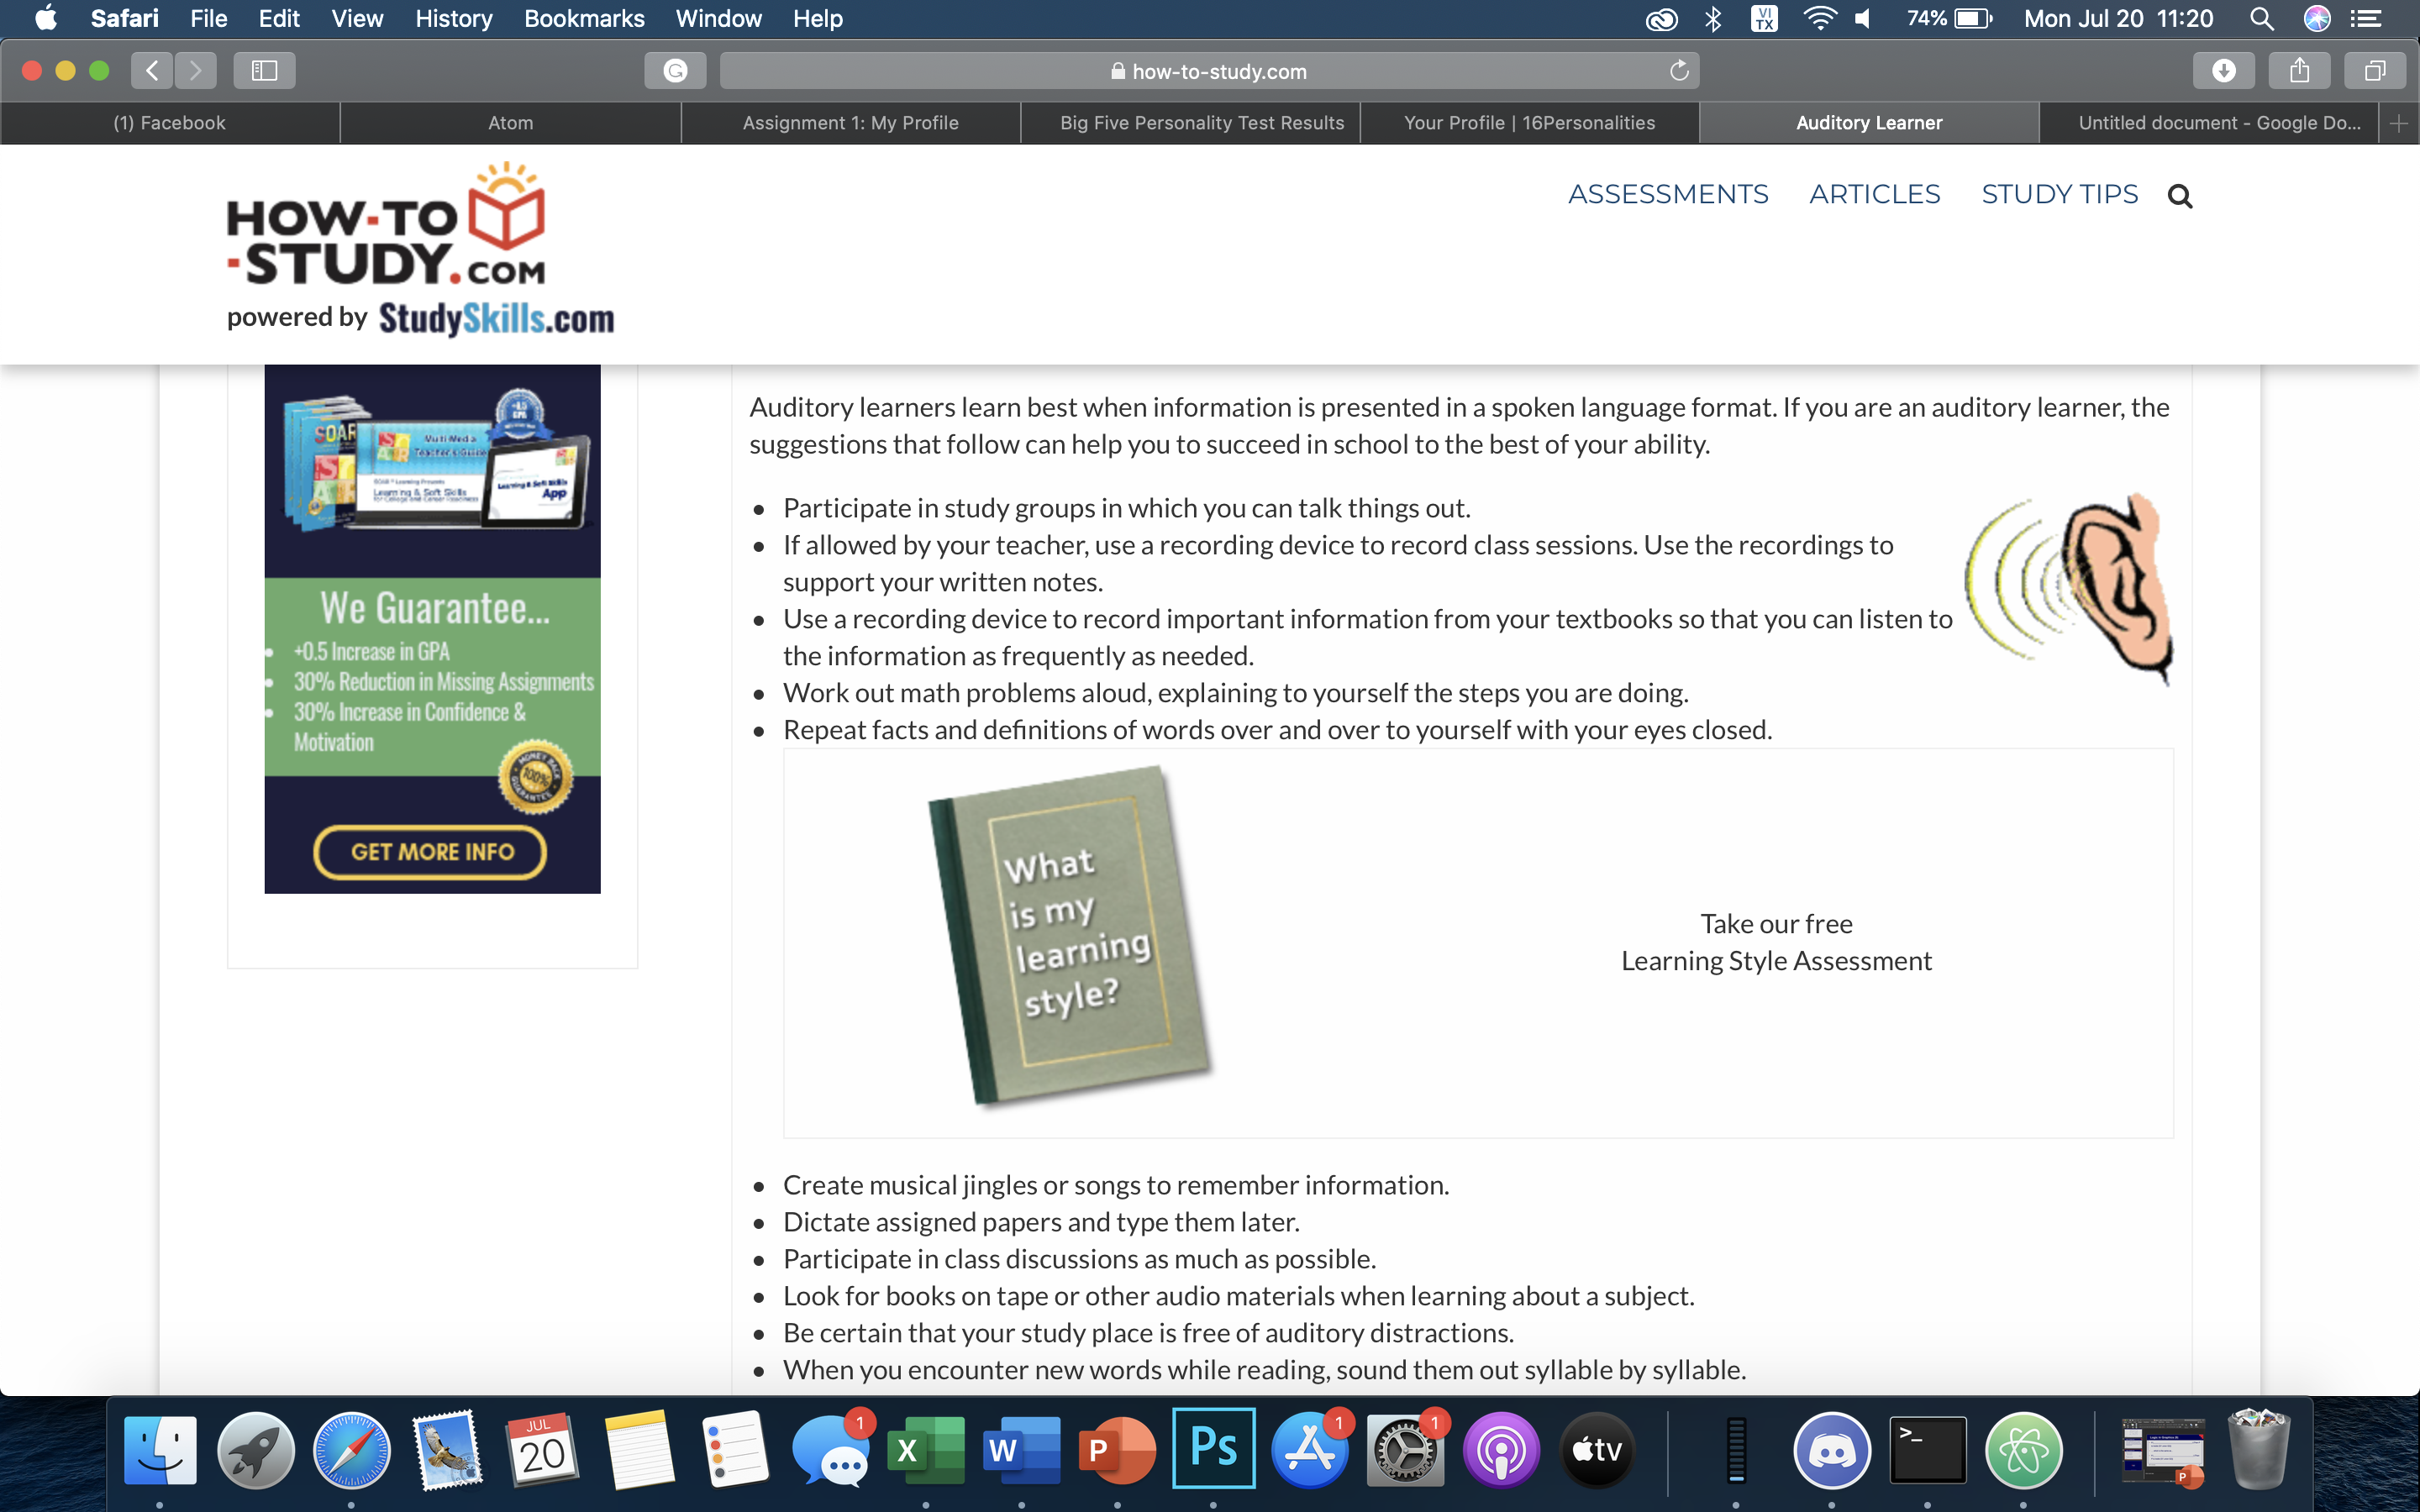 Safari File Edit View History Bookmarks Window Help
VI
TX
74%
Mon Jul 20 11:20
G
how-to-study.com
(1) Facebook
Atom
Assignment 1: My Profile
Big Five Personality Test Results
Your Profile | 16Personalities
Auditory Learner
Untitled document - Google Do...
HOW-TO
-STUDY.COM
powered by StudySkills.com
ASSESSMENTS ARTICLES STUDY TIPS
SOAR
Learning & Soft Skills
App
We Guarantee...
• +0.5 Increase in GPA
• 30% Reduction in Missing Assignments
• 30% Increase in Confidence &
Motivation
MONEY BACK
100%
GUARANTEE
GET MORE INFO
Auditory learners learn best when information is presented in a spoken language format. If you are an auditory learner, the
suggestions that follow can help you to succeed in school to the best of your ability.
• Participate in study groups in which you can talk things out.
• If allowed by your teacher, use a recording device to record class sessions. Use the recordings to
support your written notes.
• Use a recording device to record important information from your textbooks so that you can listen to
the information as frequently as needed.
• Work out math problems aloud, explaining to yourself the steps you are doing.
• Repeat facts and definitions of words over and over to yourself with your eyes closed.
What
is my
learning
style?
Take our free
Learning Style Assessment
• Create musical jingles or songs to remember information.
• Dictate assigned papers and type them later.
• Participate in class discussions as much as possible.
• Look for books on tape or other audio materials when learning about a subject.
• Be certain that your study place is free of auditory distractions.
• When you encounter new words while reading, sound them out syllable by syllable.
JUL
20
1
X
W
P
Ps
1
1
tv
>_
P